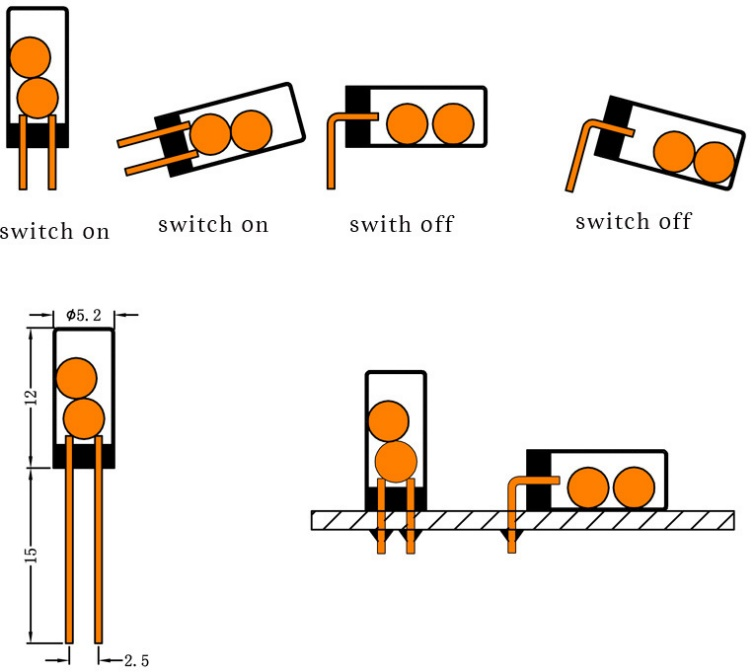 switch on
switch on
swith off
switch off
ϕ5.2
12
15
2.5